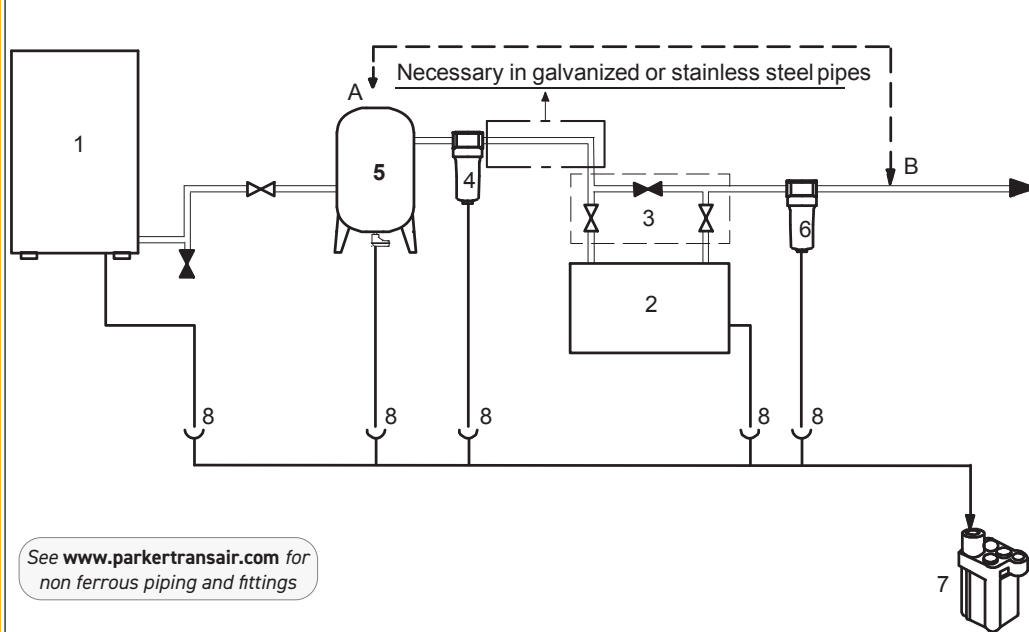 Necessary in galvanized or stainless steel pipes
A
1
5
4
B
3
6
2
8
8
8
8
8
See www.parkertransair.com for
non ferrous piping and fittings
7